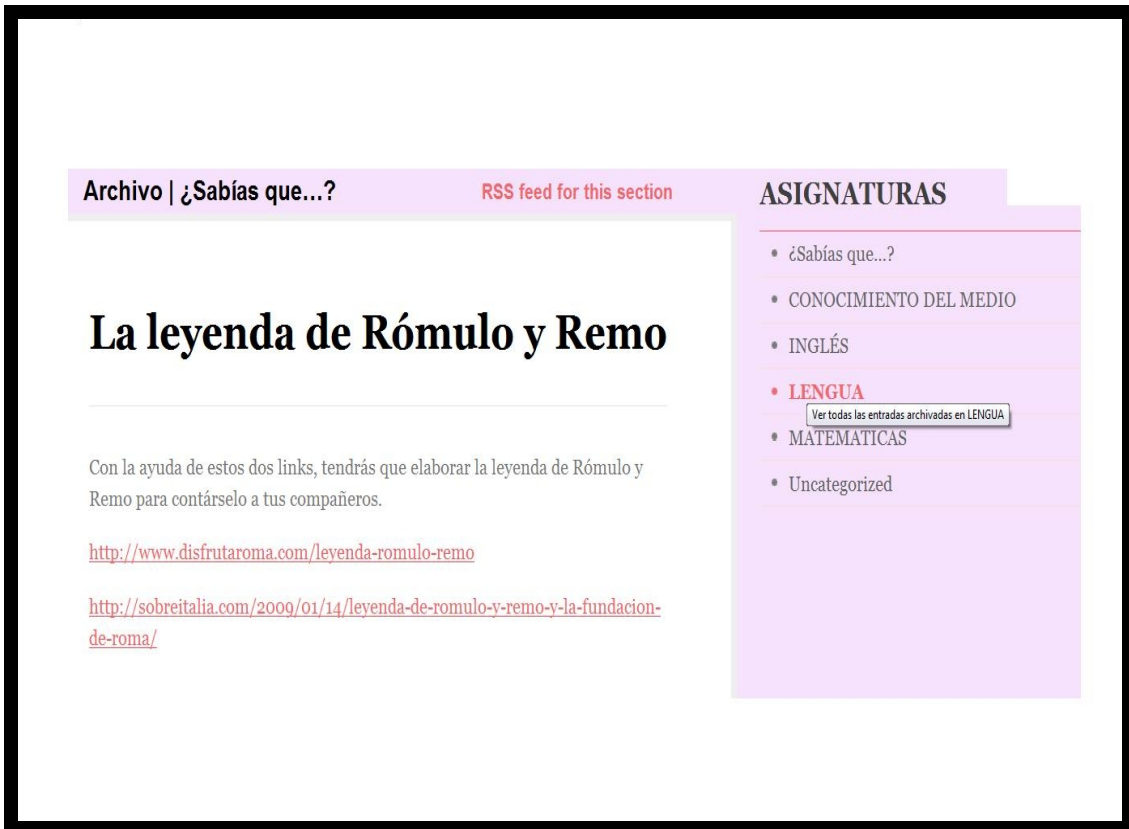 Archivo | ¿Sabías que...?
RSS feed for this section
La leyenda de Rómulo y Remo
Con la ayuda de estos dos links, tendrás que elaborar la leyenda de Rómulo y
Remo para contárselo a tus compañeros.
http://www.disfrutaroma.com/leyenda-romulo-remo
http://sobreitalia.com/2009/01/14/leyenda-de-romulo-y-remo-y-la-fundacion-
de-roma/
ASIGNATURAS
¿Sabías que...?
CONOCIMIENTO DEL MEDIO
INGLÉS
LENGUA
Ver todas las entradas archivadas en LENGUA
MATEMATICAS
Uncategorized